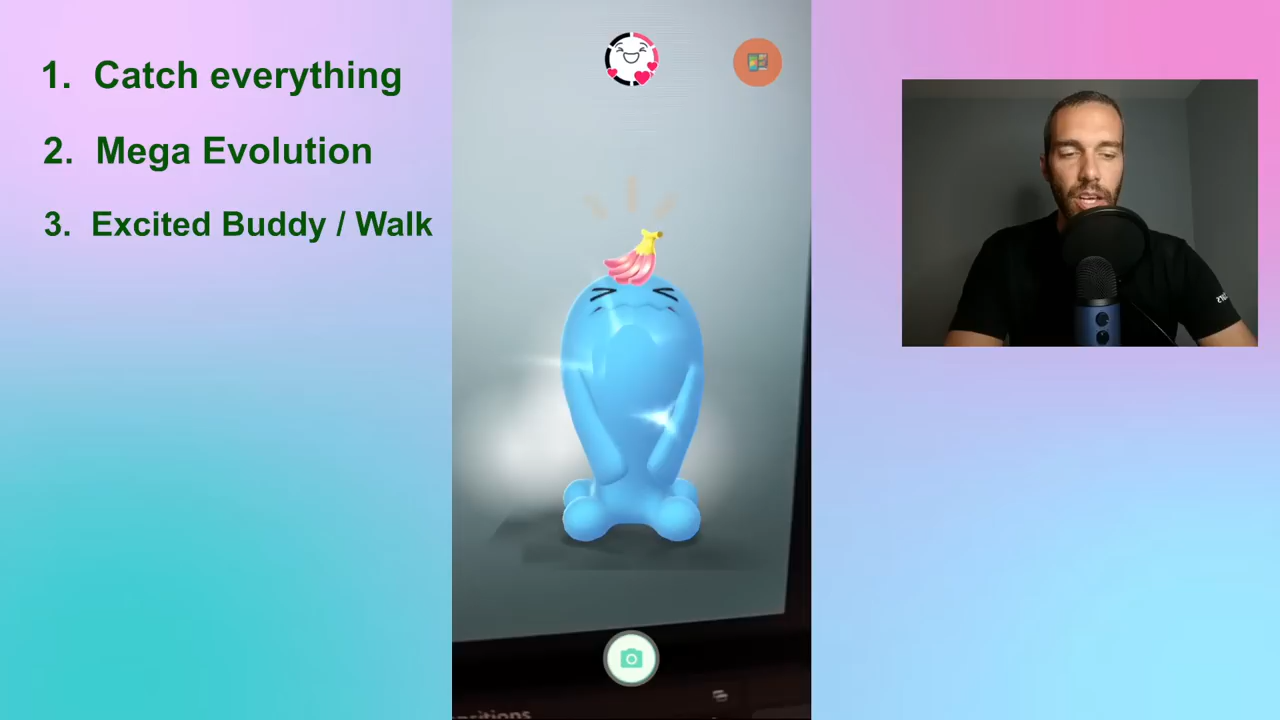 1. Catch everything
2. Mega Evolution
3. Excited Buddy / Walk